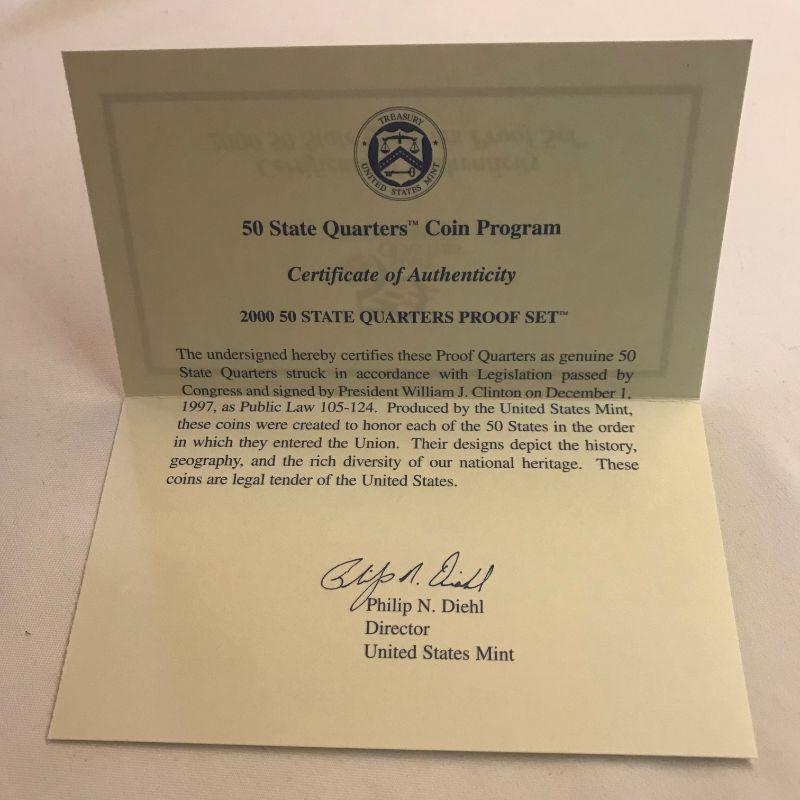 TREASURY
UNITED STATES MINT
50 State Quarters™ Coin Program
Certificate of Authenticity
2000 50 STATE QUARTERS PROOF SET™
The undersigned hereby certifies these Proof Quarters as genuine 50
State Quarters struck in accordance with Legislation passed by
Congress and signed by President William J. Clinton on December 1,
1997, as Public Law 105-124. Produced by the United States Mint,
these coins were created to honor each of the 50 States in the order
in which they entered the Union. Their designs depict the history,
geography, and the rich diversity of our national heritage. These
coins are legal tender of the United States.
Philip N. Diehl
Philip N. Diehl
Director
United States Mint